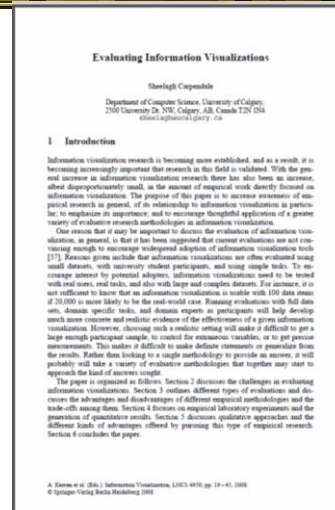 Evaluating Information Visualizations
Sheelagh Carpendale
Department of Computer Science, University of Calgary,
2500 University Dr. NW, Calgary, AB, Canada T2N 1N4
sheelagh@ucalgary.ca
1 Introduction
Information visualization research is becoming more established, and as a result, it is
becoming increasingly important that research in this field is validated. With the gen-
eral increase in information visualization research there has also been an increase,
albeit disproportionately small, in the amount of empirical work directly focused on
information visualization. The purpose of this paper is to increase awareness of em-
pirical research in general, of its relationship to information visualization in particu-
lar; to emphasize its importance; and to encourage thoughtful application of a greater
variety of evaluative research methodologies in information visualization.
One reason that it may be important to discuss the evaluation of information visu-
alization, in general, is that it has been suggested that current evaluations are not con-
vincing enough to encourage widespread adoption of information visualization tools
[57]. Reasons given include that information visualizations are often evaluated using
small datasets, with university student participants, and using simple tasks. To en-
courage interest by potential adopters, information visualizations need to be tested
with real users, real tasks, and also with large and complex datasets. For instance, it is
not sufficient to know that an information visualization is usable with 100 data items
if 20,000 is more likely to be the real-world case. Running evaluations with full data
sets, domain specific tasks, and domain experts as participants will help develop
much more concrete and realistic evidence of the effectiveness of a given information
visualization. However, choosing such a realistic setting will make it difficult to get a
large enough participant sample, to control for extraneous variables, or to get precise
measurements. This makes it difficult to make definite statements or generalize from
the results. Rather than looking to a single methodology to provide an answer, it will
probably will take a variety of evaluative methodologies that together may start to
approach the kind of answers sought.
The paper is organized as follows. Section 2 discusses the challenges in evaluating
information visualizations. Section 3 outlines different types of evaluations and dis-
cusses the advantages and disadvantages of different empirical methodologies and the
trade-offs among them. Section 4 focuses on empirical laboratory experiments and the
generation of quantitative results. Section 5 discusses qualitative approaches and the
different kinds of advantages offered by pursuing this type of empirical research.
Section 6 concludes the paper.
A. Kerren et al. (Eds.): Information Visualization, LNCS 4950, pp. 19–45, 2008.
© Springer-Verlag Berlin Heidelberg 2008